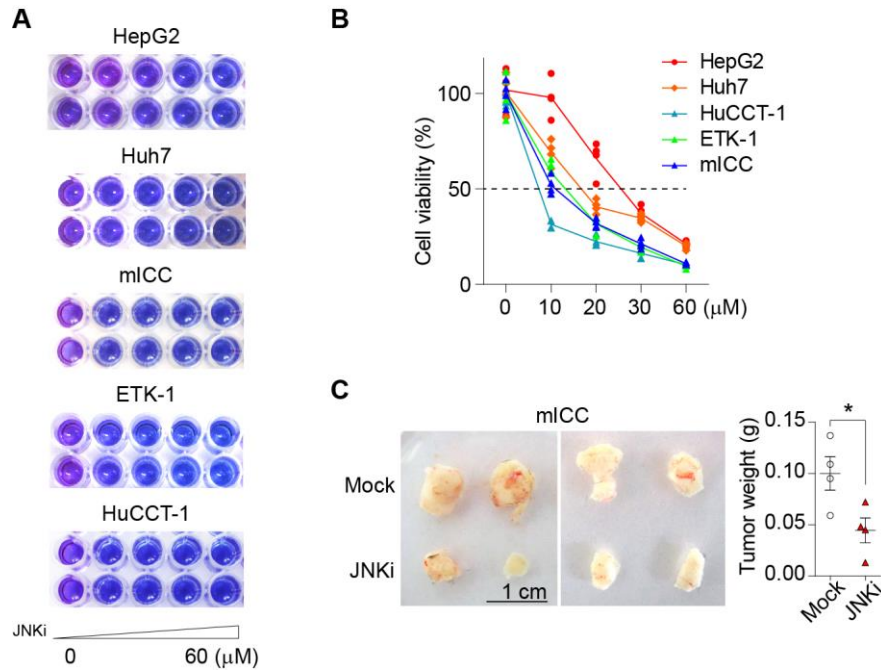 A
HepG2
Huh7
mICC
ETK-1
HuCCT-1
JNKi
0 60 (μM)
B
Cell viability (%)
100
50
0
0 10 20 30 60 (μM)
HepG2
Huh7
HuCCT-1
ETK-1
mICC
C
mICC
Mock
JNKi
1 cm
Tumor weight (g)
0.15
0.10
0.05
0.00
*
Mock
JNKi